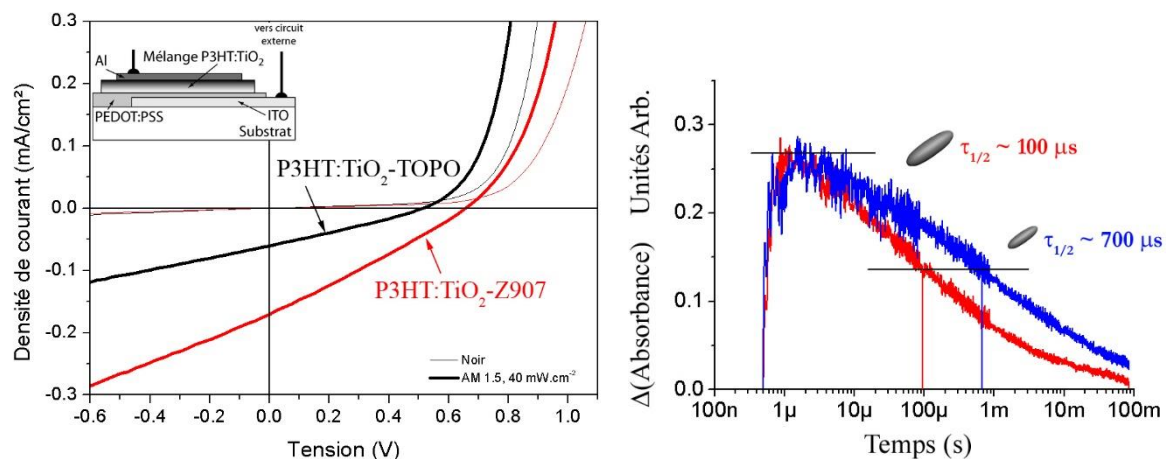 Densité de courant (mA/cm²)
0.3
0.2
0.1
0.0
-0.1
-0.2
-0.3
-0.6
-0.4
-0.2
0.0
0.2
0.4
0.6
0.8
1.0
Tension (V)
vers circuit
externe
Mélange P3HT:TiO₂
Al
PEDOT:PSS
ITO
Substrat
P3HT:TiO₂-TOPO
P3HT:TiO₂-Z907
Noir
AM 1.5, 40 mW.cm⁻²
Δ(Absorbance) Unités Arb.
0.3
0.2
0.1
0.0
100n
1µ
10µ
100µ
1m
10m
100m
Temps (s)
τ1/2 ~ 100 µs
τ1/2 ~ 700 µs